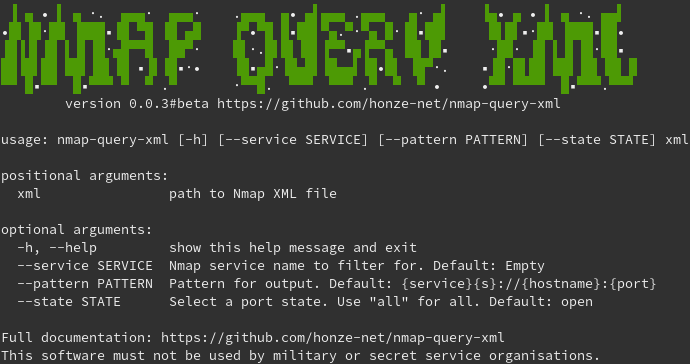 NMAP QUERY XML
version 0.0.3#beta https://github.com/honze-net/nmap-query-xml
usage: nmap-query-xml [-h] [--service SERVICE] [--pattern PATTERN] [--state STATE] xml
positional arguments:
xml path to Nmap XML file
optional arguments:
-h, --help show this help message and exit
--service SERVICE Nmap service name to filter for. Default: Empty
--pattern PATTERN Pattern for output. Default: {service}{s}://{hostname}:{port}
--state STATE Select a port state. Use "all" for all. Default: open
Full documentation: https://github.com/honze-net/nmap-query-xml
This software must not be used by military or secret service organisations.